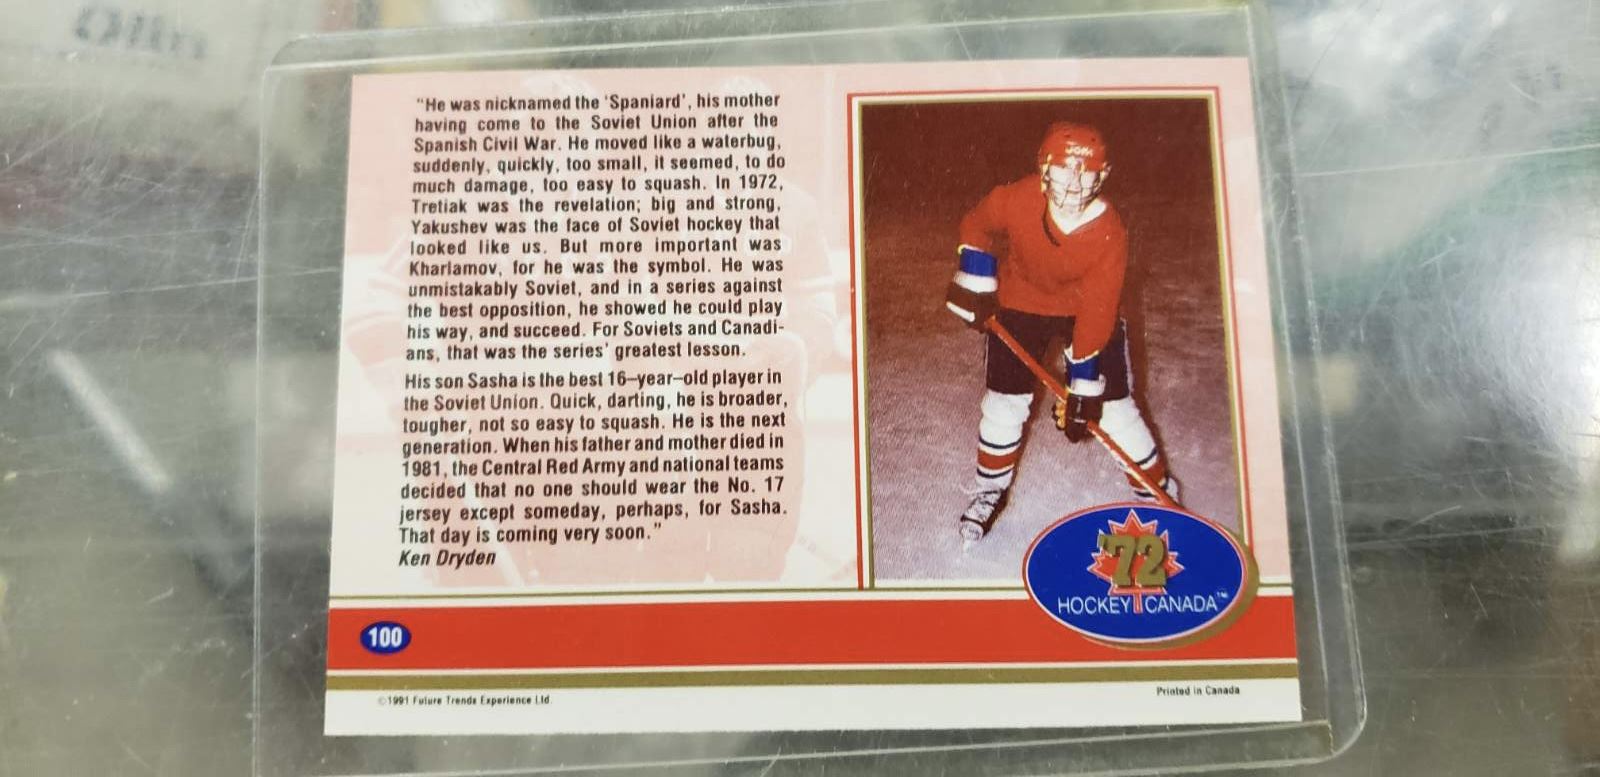 "He was nicknamed the 'Spaniard', his mother
having come to the Soviet Union after the
Spanish Civil War. He moved like a waterbug,
suddenly, quickly, too small, it seemed, to do
much damage, too easy to squash. In 1972,
Tretiak was the revelation; big and strong,
Yakushev was the face of Soviet hockey that
looked like us. But more important was
Kharlamov, for he was the symbol. He was
unmistakably Soviet, and in a series against
the best opposition, he showed he could play
his way, and succeed. For Soviets and Canadi-
ans, that was the series' greatest lesson.
His son Sasha is the best 16–year–old player in
the Soviet Union. Quick, darting, he is broader,
tougher, not so easy to squash. He is the next
generation. When his father and mother died in
1981, the Central Red Army and national teams
decided that no one should wear the No. 17
jersey except someday, perhaps, for Sasha.
That day is coming very soon."
Ken Dryden
JOFA
'72
HOCKEY CANADA™
100
©1991 Future Trends Experience Ltd.
Printed in Canada